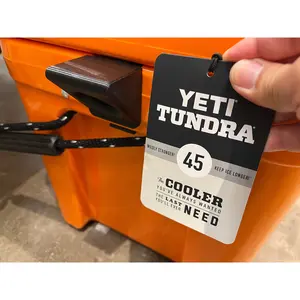 YETI
TUNDRA
WILDLY STRONGER! 45 KEEP ICE LONGER!
The
COOLER
YOU'VE ALWAYS WANTED
THE LAST
YOU'LL EVER NEED